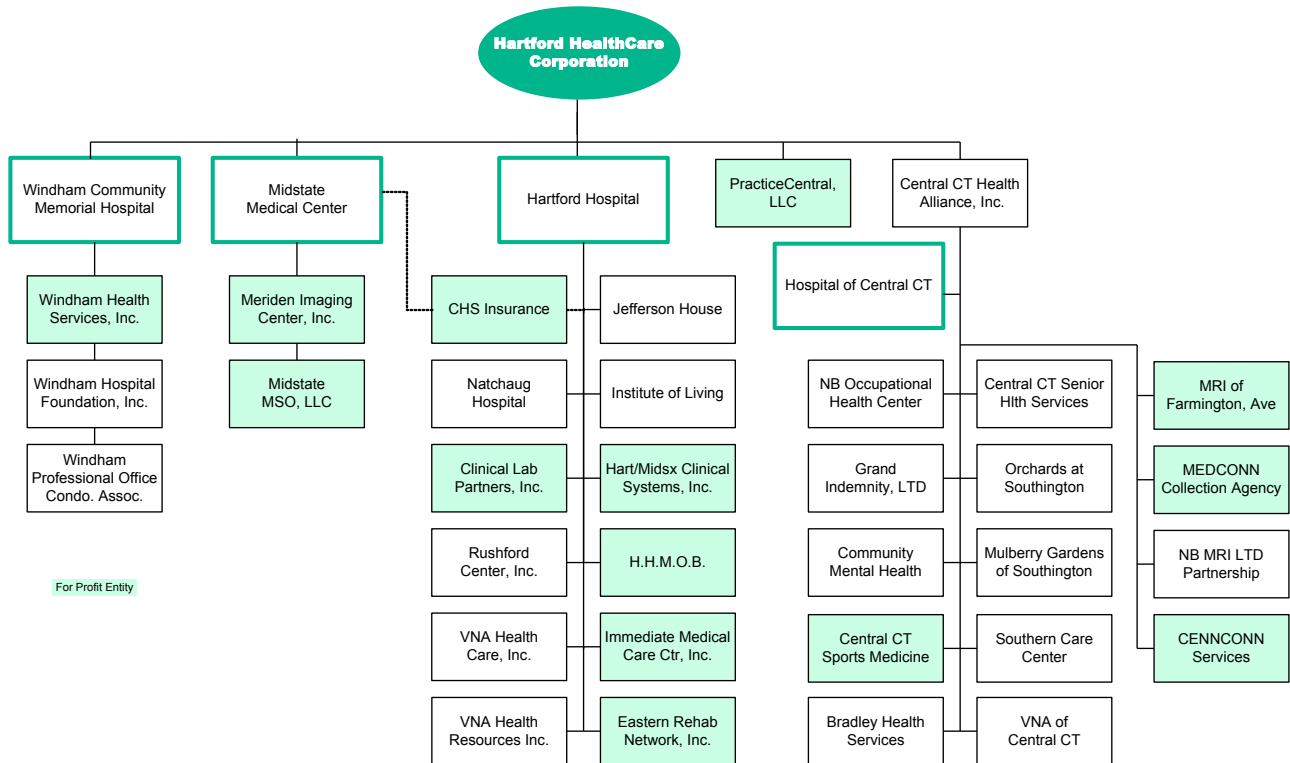 Hartford HealthCare
Corporation
Windham Community
Memorial Hospital
Midstate
Medical Center
Hartford Hospital
PracticeCentral,
LLC
Central CT Health
Alliance, Inc.
Hospital of Central CT
Windham Health
Services, Inc.
Meriden Imaging
Center, Inc.
CHS Insurance
Jefferson House
Windham Hospital
Foundation, Inc.
Midstate
MSO, LLC
Natchaug
Hospital
Institute of Living
NB Occupational
Health Center
Central CT Senior
Hlth Services
MRI of
Farmington, Ave
Windham
Professional Office
Condo. Assoc.
Clinical Lab
Partners, Inc.
Hart/Midsx Clinical
Systems, Inc.
Grand
Indemnity, LTD
Orchards at
Southington
MEDCONN
Collection Agency
For Profit Entity
Rushford
Center, Inc.
H.H.M.O.B.
Community
Mental Health
Mulberry Gardens
of Southington
NB MRI LTD
Partnership
VNA Health
Care, Inc.
Immediate Medical
Care Ctr, Inc.
Central CT
Sports Medicine
Southern Care
Center
CENNCONN
Services
VNA Health
Resources Inc.
Eastern Rehab
Network, Inc.
Bradley Health
Services
VNA of
Central CT